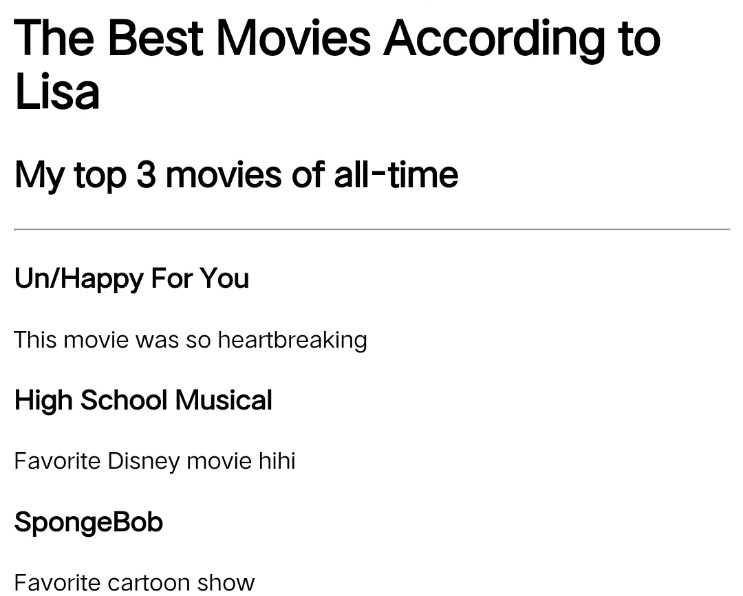 The Best Movies According to
Lisa
My top 3 movies of all-time
Un/Happy For You
This movie was so heartbreaking
High School Musical
Favorite Disney movie hihi
SpongeBob
Favorite cartoon show